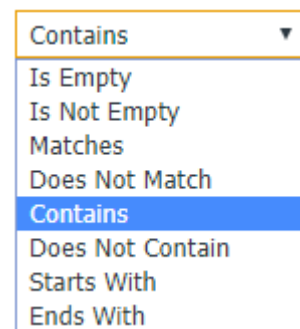 Contains
Is Empty
Is Not Empty
Matches
Does Not Match
Contains
Does Not Contain
Starts With
Ends With